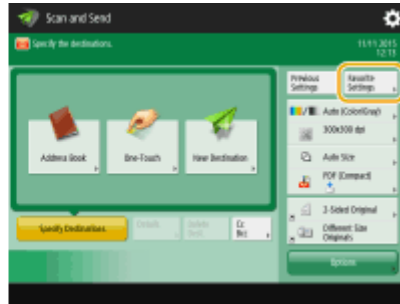 Scan and Send
Specify the destinations.
11/11 2015
12:13
Previous
Settings
Favorite
Settings
Auto (Color/Gray)
300x300 dpi
Address Book
One-Touch
New Destination
Auto Size
PDF (Compact)
2-Sided Original
Specify Destinations
Details
Delete
Dest.
Cc
Bcc
Different Size
Originals
Options